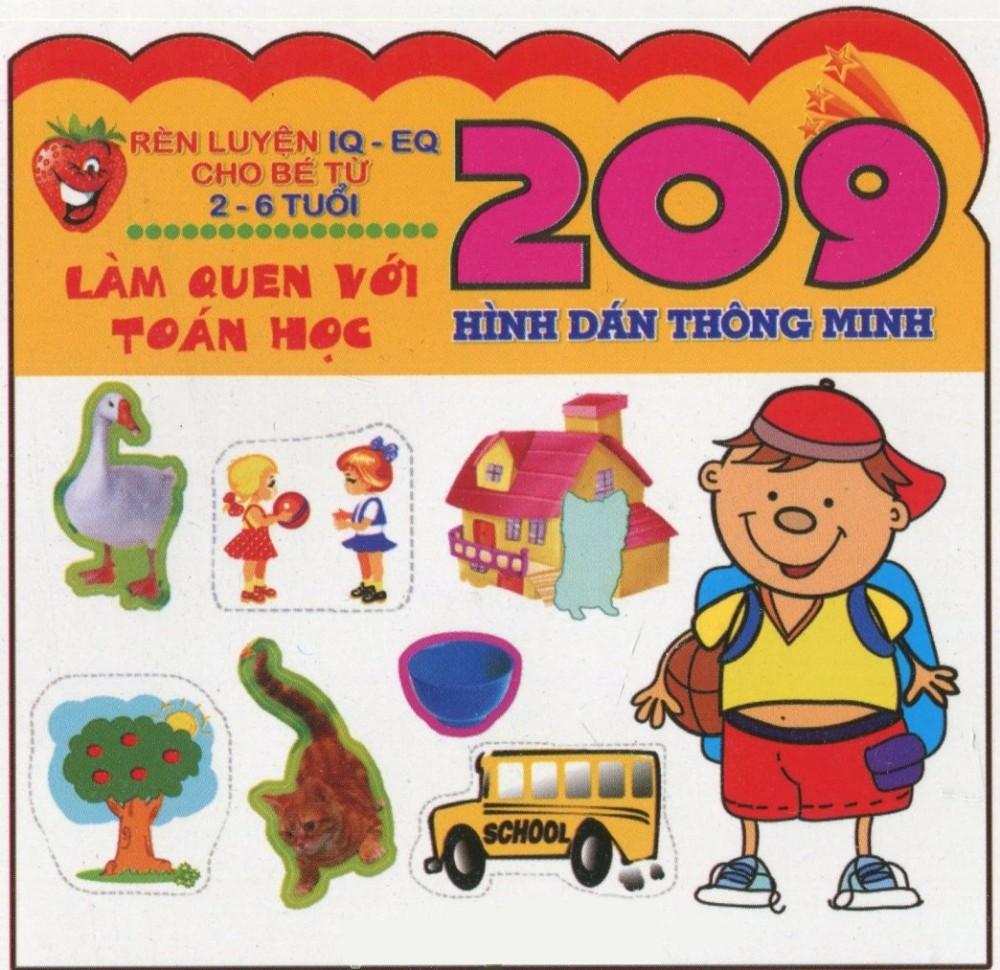 RÈN LUYỆN IQ - EQ
CHO BÉ TỪ
2 - 6 TUỔI
LÀM QUEN VỚI
TOÁN HỌC
209
HÌNH DÁN THÔNG MINH
SCHOOL